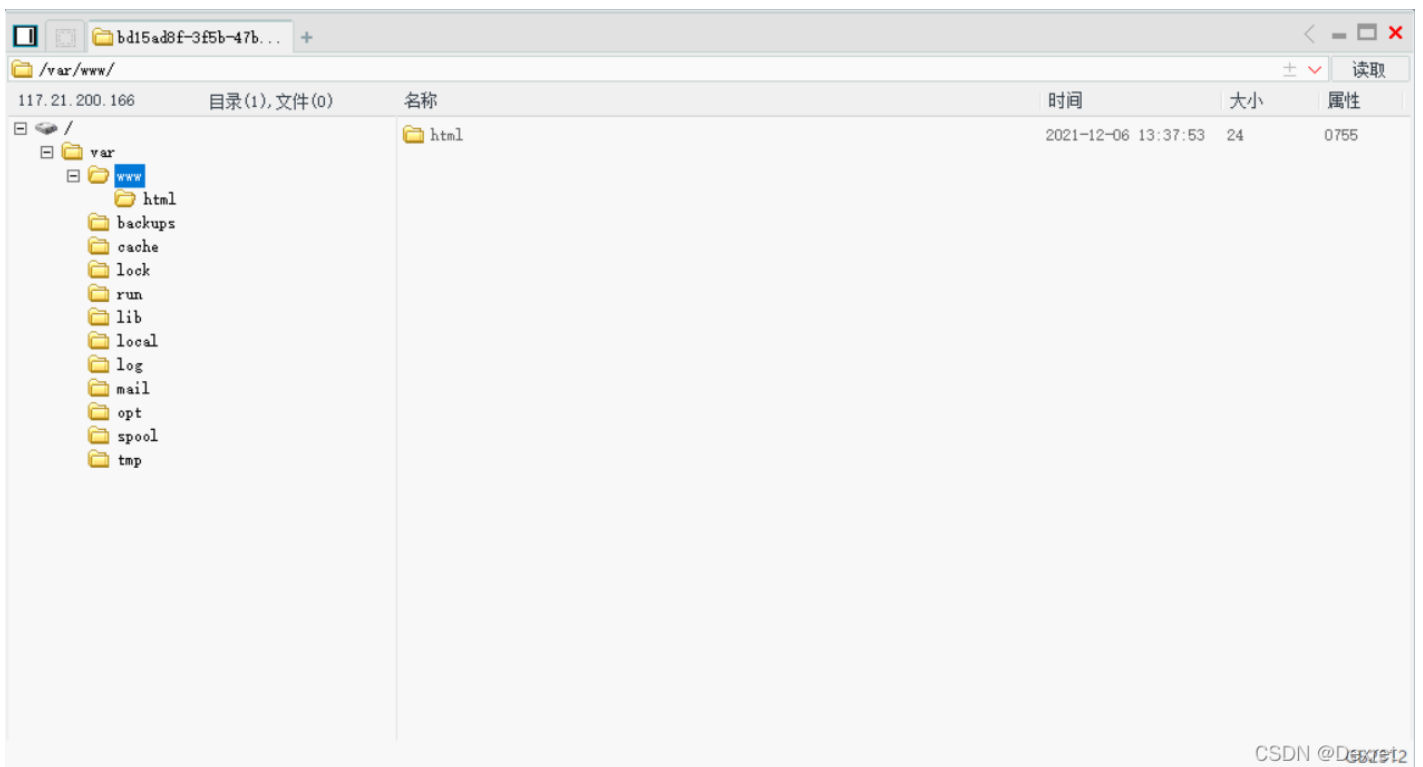 bd15ad8f-3f5b-47b... +
/var/www/ 读取
117.21.200.166 目录(1),文件(0) 名称 时间 大小 属性
/
html 2021-12-06 13:37:53 24 0755
var
www
html
backups
cache
lock
run
lib
local
log
mail
opt
spool
tmp
CSDN